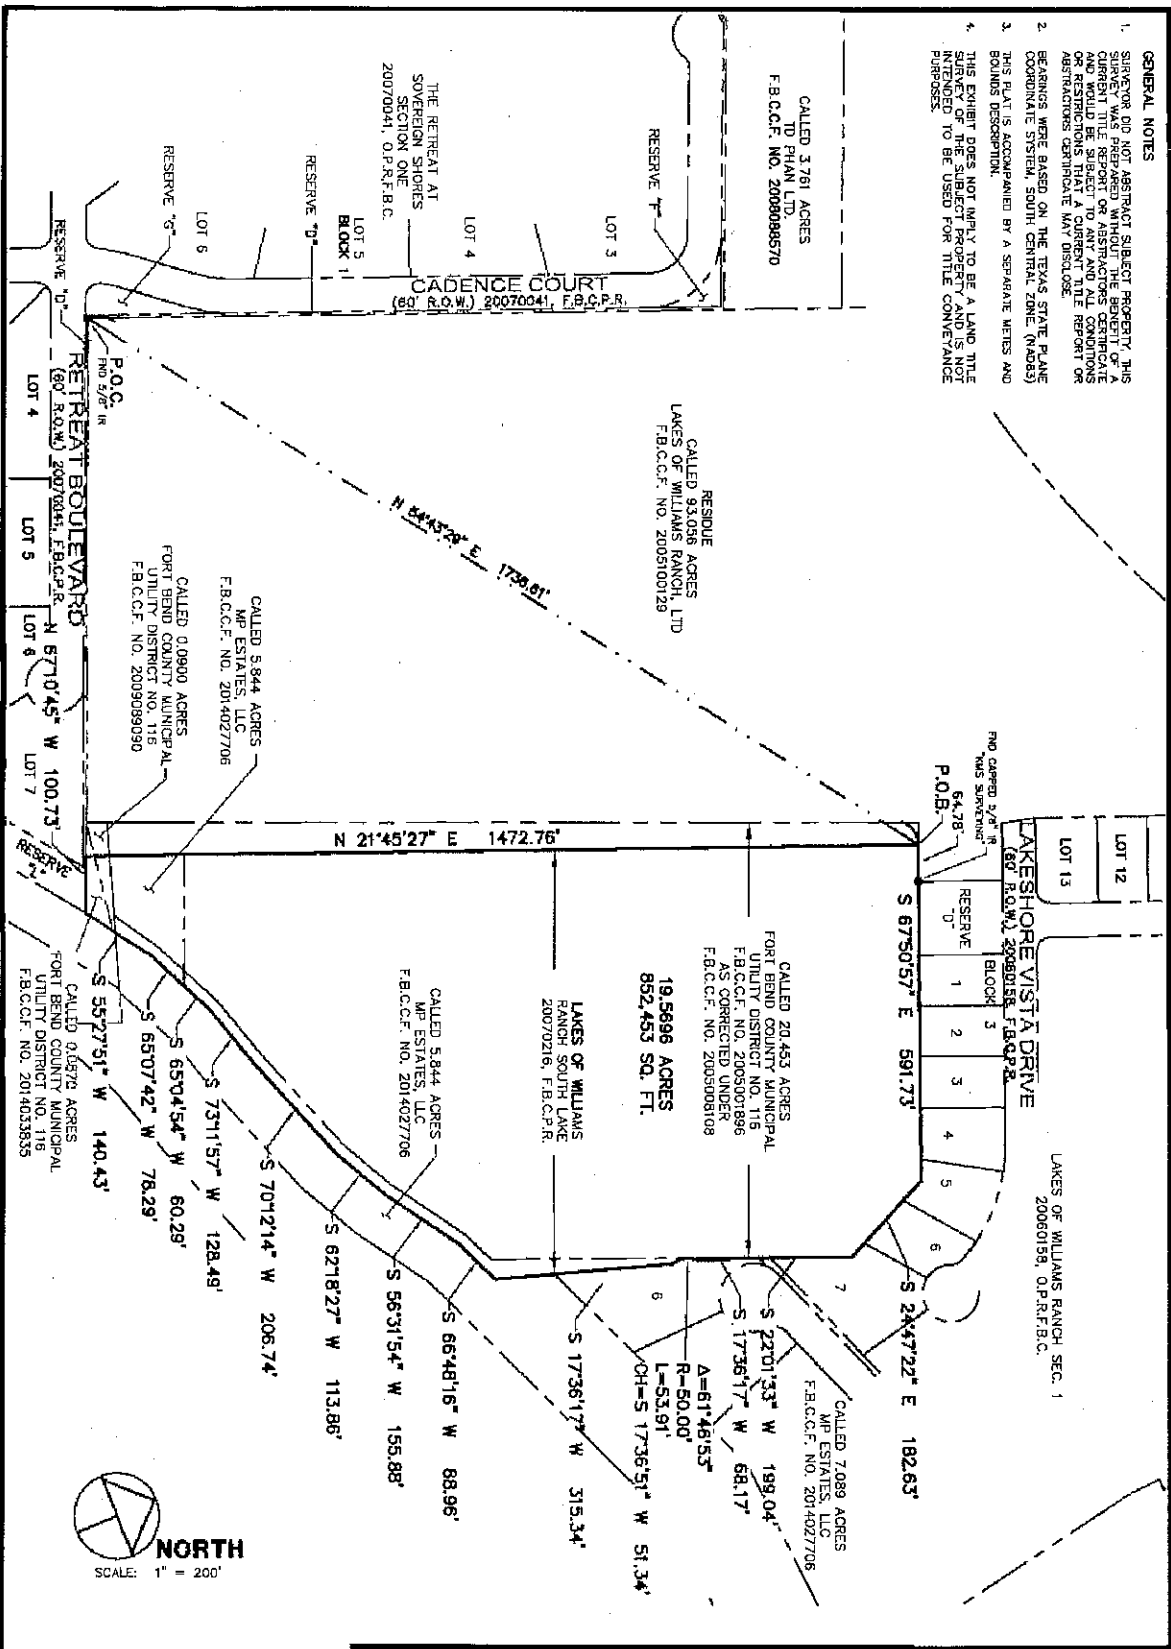 GENERAL NOTES
1. SURVEYOR DID NOT ABSTRACT SUBJECT PROPERTY. THIS
SURVEY WAS PREPARED WITHOUT THE BENEFIT OF A
CURRENT TITLE REPORT OR ABSTRACTORS CERTIFICATE
AND WOULD BE SUBJECT TO ANY AND ALL CONDITIONS
OR RESTRICTIONS THAT A CURRENT TITLE REPORT OR
ABSTRACTORS CERTIFICATE MAY DISCLOSE.
2. BEARINGS WERE BASED ON THE TEXAS STATE PLANE
COORDINATE SYSTEM, SOUTH CENTRAL ZONE (NAD83)
3. THIS PLAT IS ACCOMPANIED BY A SEPARATE METES AND
BOUNDS DESCRIPTION.
4. THIS EXHIBIT DOES NOT IMPLY TO BE A LAND TITLE
SURVEY OF THE SUBJECT PROPERTY AND IS NOT
INTENDED TO BE USED FOR TITLE CONVEYANCE
PURPOSES.
CALLED 3.761 ACRES
TO PHAN LTD.
F.B.C.C.F. NO. 2008088570
RESERVE "F"
LOT 3
LOT 4
LOT 5
BLOCK 1
RESERVE "D"
THE RETREAT AT
SOVEREIGN SHORES
SECTION ONE
20070041, O.P.R.F.B.C.
LOT 6
RESERVE "G"
RESERVE "D"
CADENCE COURT
(60' R.O.W.) 20070041, F.B.C.P.R.
P.O.C.
FND 5/8" IR
RETREAT BOULEVARD
(60' R.O.W.) 20070041, F.B.C.P.R.
LOT 4
LOT 5
LOT 6
LOT 7
N 67°10'45" W 100.73'
RESERVE
"L"
RESIDUE
CALLED 93.056 ACRES
LAKES OF WILLIAMS RANCH, LTD
F.B.C.C.F. NO. 2005100129
N 54°43'29" E 1736.61'
CALLED 5.844 ACRES
MP ESTATES, LLC
F.B.C.C.F. NO. 2014027706
CALLED 0.0900 ACRES
FORT BEND COUNTY MUNICIPAL
UTILITY DISTRICT NO. 116
F.B.C.C.F. NO. 2009089090
FND CAPPED 5/8" IR
"KMS SURVEYING"
64.78'
P.O.B.
LOT 12
LOT 13
LAKESHORE VISTA DRIVE
(60' R.O.W.) 20060158, F.B.C.P.R.
RESERVE
"D"
BLOCK 3
1
2
3
4
5
6
7
6
LAKES OF WILLIAMS RANCH SEC. 1
20060158, O.P.R.F.B.C.
S 67°50'57" E 591.73'
N 21°45'27" E 1472.76'
CALLED 20.453 ACRES
FORT BEND COUNTY MUNICIPAL
UTILITY DISTRICT NO. 116
F.B.C.C.F. NO. 2005001896
AS CORRECTED UNDER
F.B.C.C.F. NO. 2005008108
19.5696 ACRES
852,453 SQ. FT.
LAKES OF WILLIAMS
RANCH SOUTH LAKE
20070216, F.B.C.P.R.
CALLED 5.844 ACRES
MP ESTATES, LLC
F.B.C.C.F. NO. 2014027706
S 24°47'22" E 182.63'
CALLED 7.089 ACRES
MP ESTATES, LLC
F.B.C.C.F. NO. 2014027706
S 22°01'33" W 199.04'
S 17°36'17" W 68.17'
Δ=61°46'53"
R=50.00'
L=53.91'
CH=S 17°36'51" W 51.34'
S 17°36'17" W 315.34'
S 66°48'16" W 88.96'
S 56°31'54" W 155.88'
S 62°18'27" W 113.86'
S 70°12'14" W 206.74'
S 73°11'57" W 128.49'
S 65°04'54" W 60.29'
S 65°07'42" W 78.29'
S 55°27'51" W 140.43'
CALLED 0.0570 ACRES
FORT BEND COUNTY MUNICIPAL
UTILITY DISTRICT NO. 116
F.B.C.C.F. NO. 2014033835
NORTH
SCALE: 1" = 200'